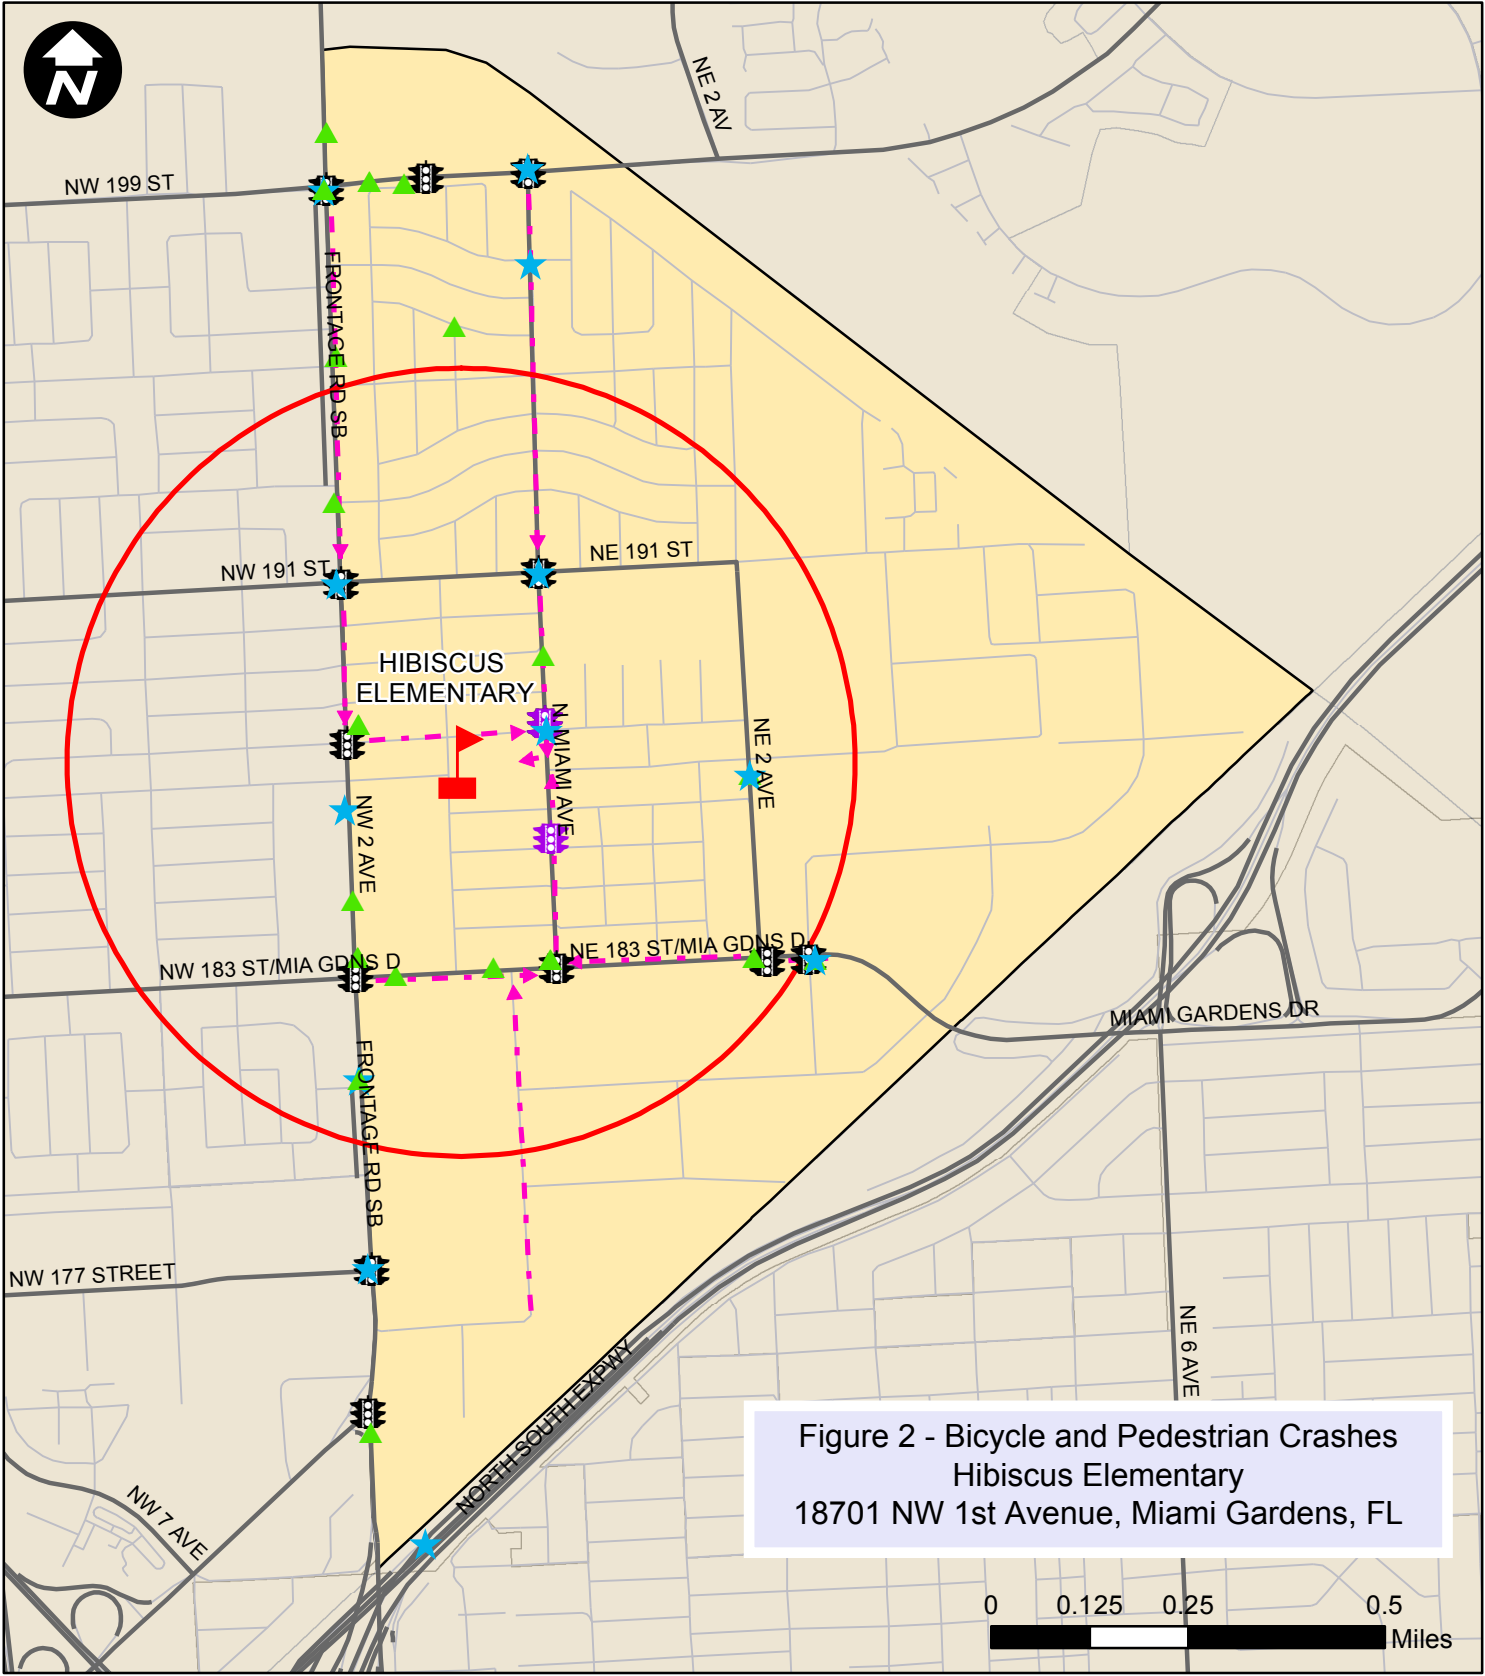 N
NE 2 AV
NW 199 ST
FRONTAGE RD SB
NE 191 ST
NW 191 ST
HIBISCUS
ELEMENTARY
N MIAMI AVE
NE 2 AVE
NW 2 AVE
NE 183 ST/MIA GDNS D
NW 183 ST/MIA GDNS D
MIAMI GARDENS DR
FRONTAGE RD SB
NW 177 STREET
NE 6 AVE
NORTH SOUTH EXPWY
NW 7 AVE
Figure 2 - Bicycle and Pedestrian Crashes
Hibiscus Elementary
18701 NW 1st Avenue, Miami Gardens, FL
0 0.125 0.25 0.5
Miles